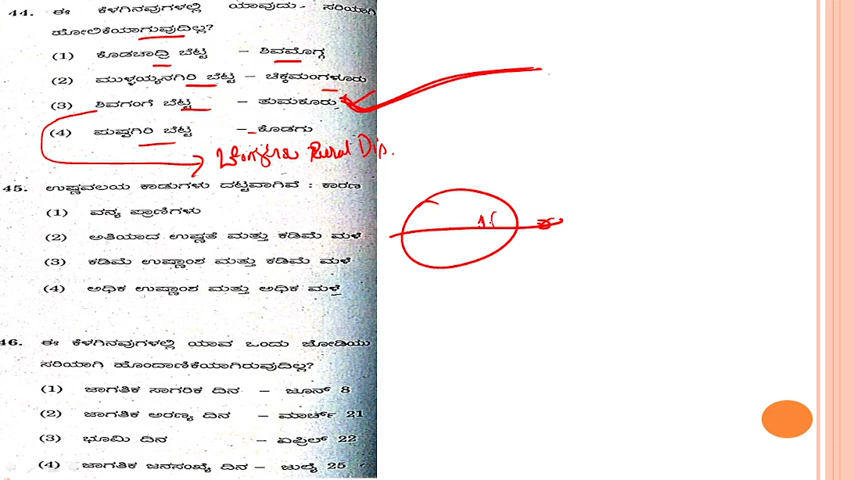 44. ಈ ಕೆಳಗಿನವುಗಳಲ್ಲಿ ಯಾವುದು ಸರಿಯಾಗಿ
ಹೋಲಿಕೆಯಾಗುವುದಿಲ್ಲ?
(1) ಕೊಡಚಾದ್ರಿ ಬೆಟ್ಟ – ಶಿವಮೊಗ್ಗ
(2) ಮುಳ್ಳಯ್ಯನಗಿರಿ ಬೆಟ್ಟ – ಚಿಕ್ಕಮಂಗಳೂರು
(3) ಶಿವಗಂಗೆ ಬೆಟ್ಟ – ತುಮಕೂರು
(4) ಪುಷ್ಪಗಿರಿ ಬೆಟ್ಟ – ಕೊಡಗು
Rural Dis.
45. ಉಷ್ಣವಲಯ ಕಾಡುಗಳು ದಟ್ಟವಾಗಿವೆ : ಕಾರಣ
(1) ವನ್ಯ ಪ್ರಾಣಿಗಳು
(2) ಅತಿಯಾದ ಉಷ್ಣತೆ ಮತ್ತು ಕಡಿಮೆ ಮಳೆ
(3) ಕಡಿಮೆ ಉಷ್ಣಾಂಶ ಮತ್ತು ಕಡಿಮೆ ಮಳೆ
(4) ಅಧಿಕ ಉಷ್ಣಾಂಶ ಮತ್ತು ಅಧಿಕ ಮಳೆ
46. ಈ ಕೆಳಗಿನವುಗಳಲ್ಲಿ ಯಾವ ಒಂದು ಜೋಡಿಯು
ಸರಿಯಾಗಿ ಹೊಂದಾಣಿಕೆಯಾಗಿರುವುದಿಲ್ಲ?
(1) ಜಾಗತಿಕ ಸಾಗರಿಕ ದಿನ – ಜೂನ್ 8
(2) ಜಾಗತಿಕ ಅರಣ್ಯ ದಿನ – ಮಾರ್ಚ್ 21
(3) ಭೂಮಿ ದಿನ – ಏಪ್ರಿಲ್ 22
(4) ಜಾಗತಿಕ ಜನಸಂಖ್ಯೆ ದಿನ – ಜುಲೈ 25